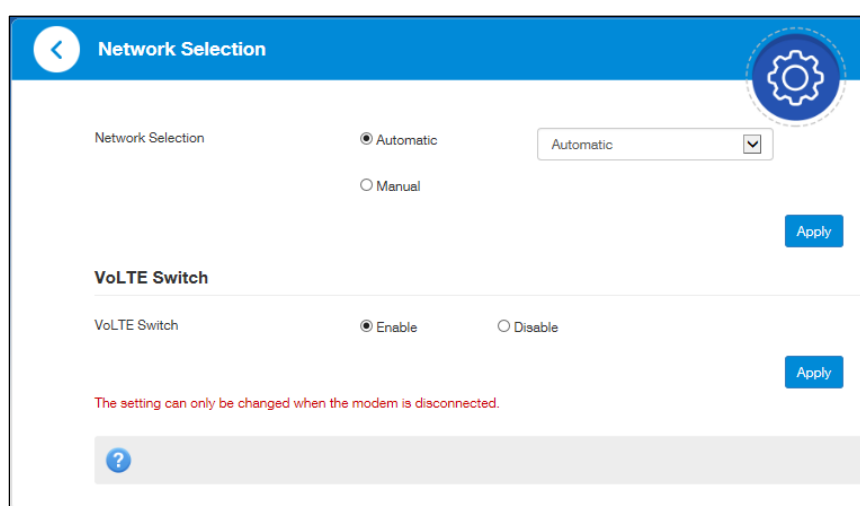 Network Selection
Network Selection
Automatic
Automatic
Manual
Apply
VoLTE Switch
VoLTE Switch
Enable
Disable
Apply
The setting can only be changed when the modem is disconnected.
?